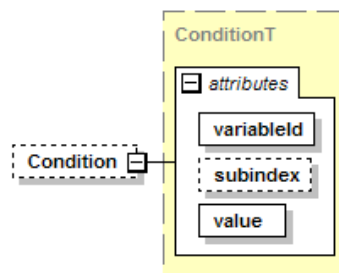 ConditionT
attributes
variableId
Condition
subindex
value